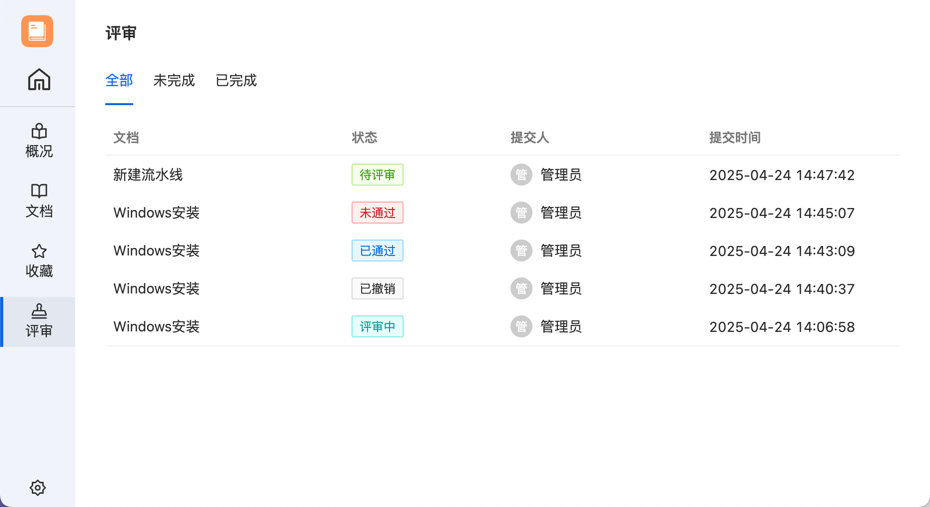 评审
全部 未完成 已完成
文档 状态 提交人 提交时间
新建流水线 待评审 管 管理员 2025-04-24 14:47:42
Windows安装 未通过 管 管理员 2025-04-24 14:45:07
Windows安装 已通过 管 管理员 2025-04-24 14:43:09
Windows安装 已撤销 管 管理员 2025-04-24 14:40:37
Windows安装 评审中 管 管理员 2025-04-24 14:06:58
概况
文档
收藏
评审